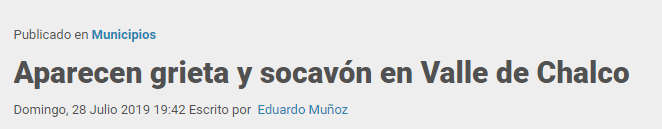 Publicado en Municipios
Aparecen grieta y socavón en Valle de Chalco
Domingo, 28 Julio 2019 19:42 Escrito por Eduardo Muñoz